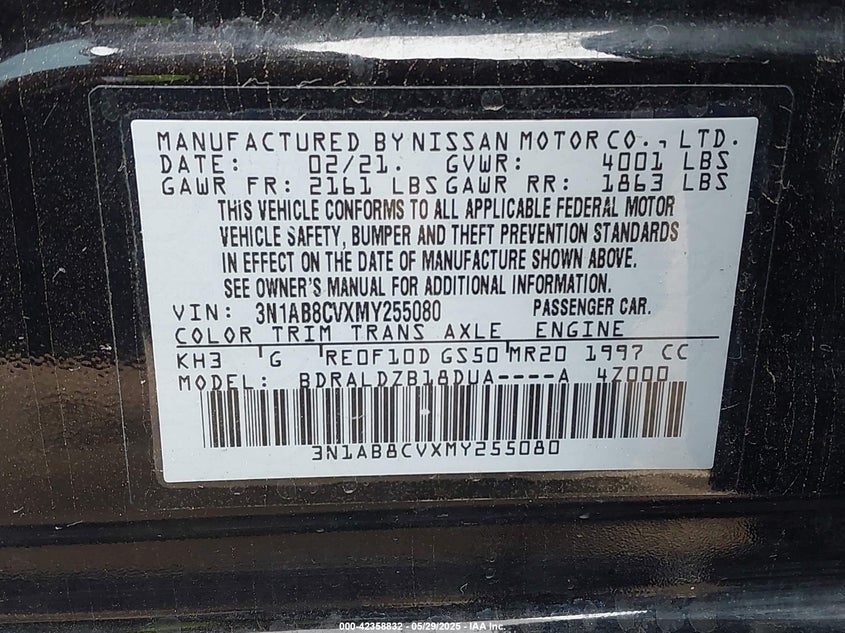 MANUFACTURED BY NISSAN MOTOR CO., LTD.
DATE: 02/21. GVWR: 4001 LBS
GAWR FR: 2161 LBS GAWR RR: 1863 LBS
THIS VEHICLE CONFORMS TO ALL APPLICABLE FEDERAL MOTOR
VEHICLE SAFETY, BUMPER AND THEFT PREVENTION STANDARDS
IN EFFECT ON THE DATE OF MANUFACTURE SHOWN ABOVE.
SEE OWNER'S MANUAL FOR ADDITIONAL INFORMATION.
VIN: 3N1AB8CVXMY255080 PASSENGER CAR.
COLOR TRIM TRANS AXLE ENGINE
KH3 G RE0F10D GS50 MR20 1997 CC
MODEL: BDRALDZB18DUA----A 4Z000
3N1AB8CVXMY255080
000-42358832 - 05/29/2025 - IAA Inc.